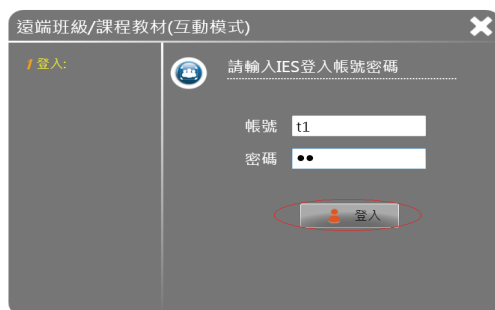 遠端班級/課程教材(互動模式)
1 登入:
請輸入IES登入帳號密碼
帳號 t1
密碼 ●●
登入